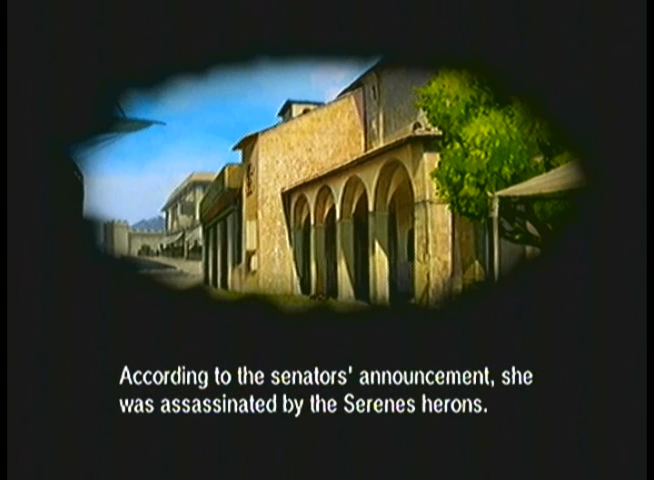 According to the senators' announcement, she
was assassinated by the Serenes herons.